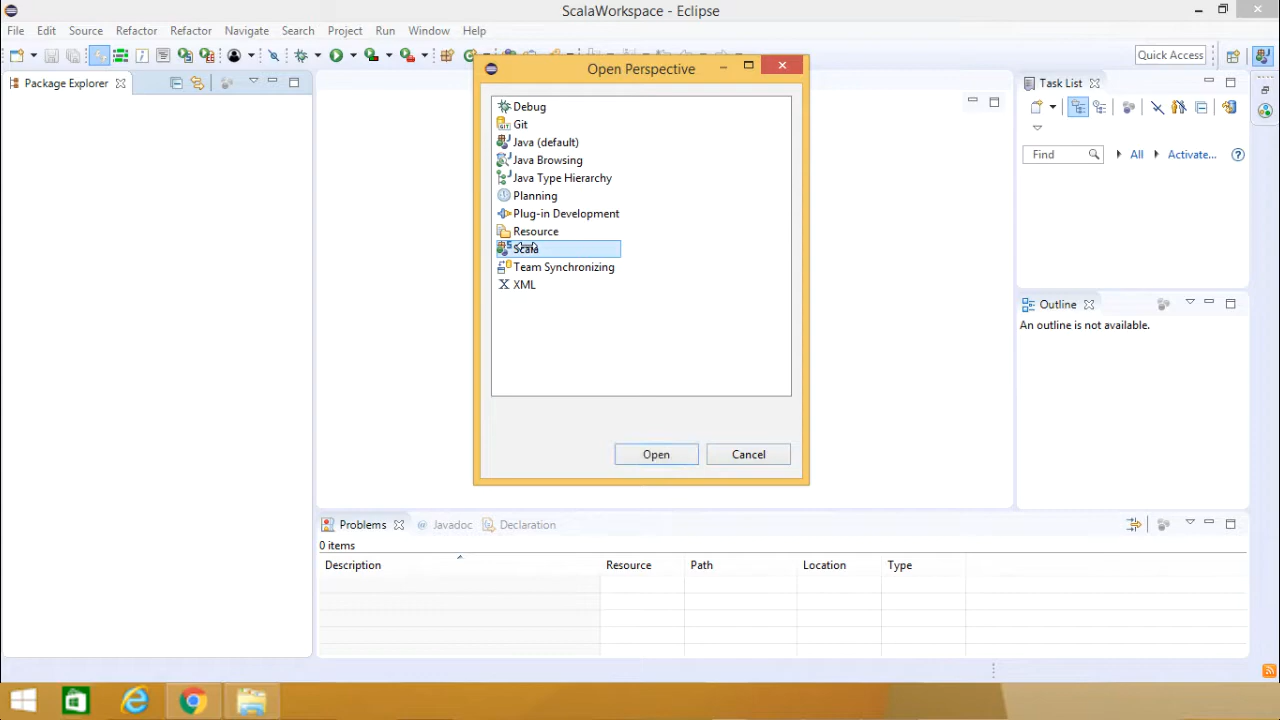 ScalaWorkspace - Eclipse
File Edit Source Refactor Refactor Navigate Search Project Run Window Help
Quick Access
Package Explorer
Open Perspective
Debug
Git
Java (default)
Java Browsing
Java Type Hierarchy
Planning
Plug-in Development
Resource
Scala
Team Synchronizing
XML
Open Cancel
Task List
Find All Activate...
Outline
An outline is not available.
Problems Javadoc Declaration
0 items
Description Resource Path Location Type